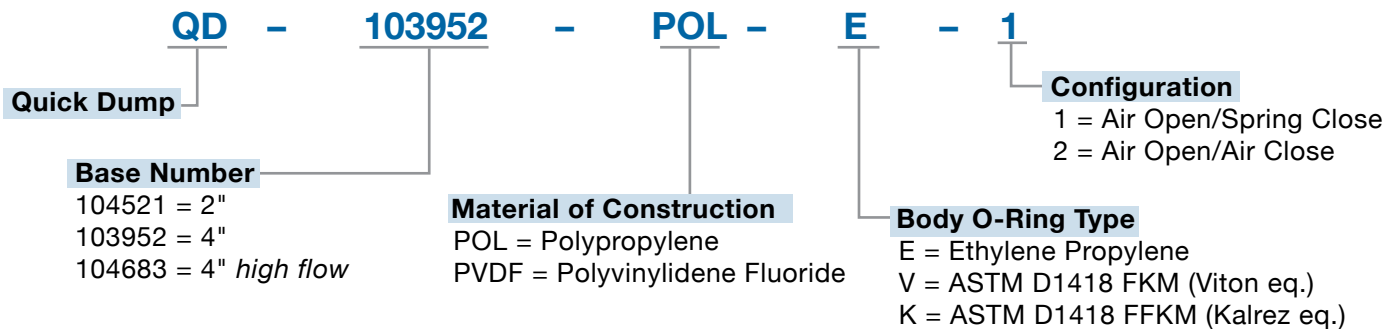 QD – 103952 – POL – E – 1
Quick Dump
Base Number
104521 = 2"
103952 = 4"
104683 = 4" high flow
Material of Construction
POL = Polypropylene
PVDF = Polyvinylidene Fluoride
Body O-Ring Type
E = Ethylene Propylene
V = ASTM D1418 FKM (Viton eq.)
K = ASTM D1418 FFKM (Kalrez eq.)
Configuration
1 = Air Open/Spring Close
2 = Air Open/Air Close